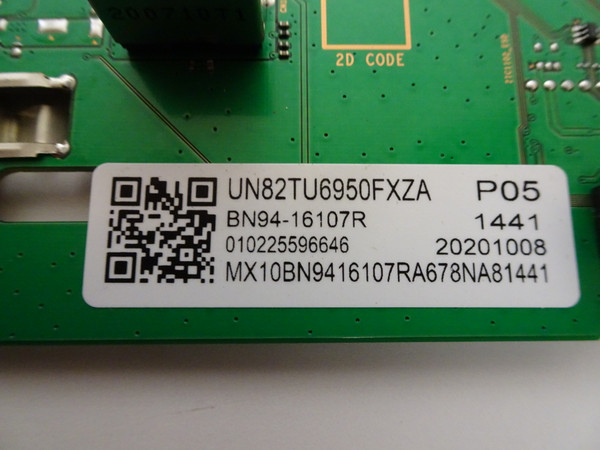 2D CODE
UN82TU6950FXZA P05
BN94-16107R 1441
010225596646 20201008
MX10BN9416107RA678NA81441